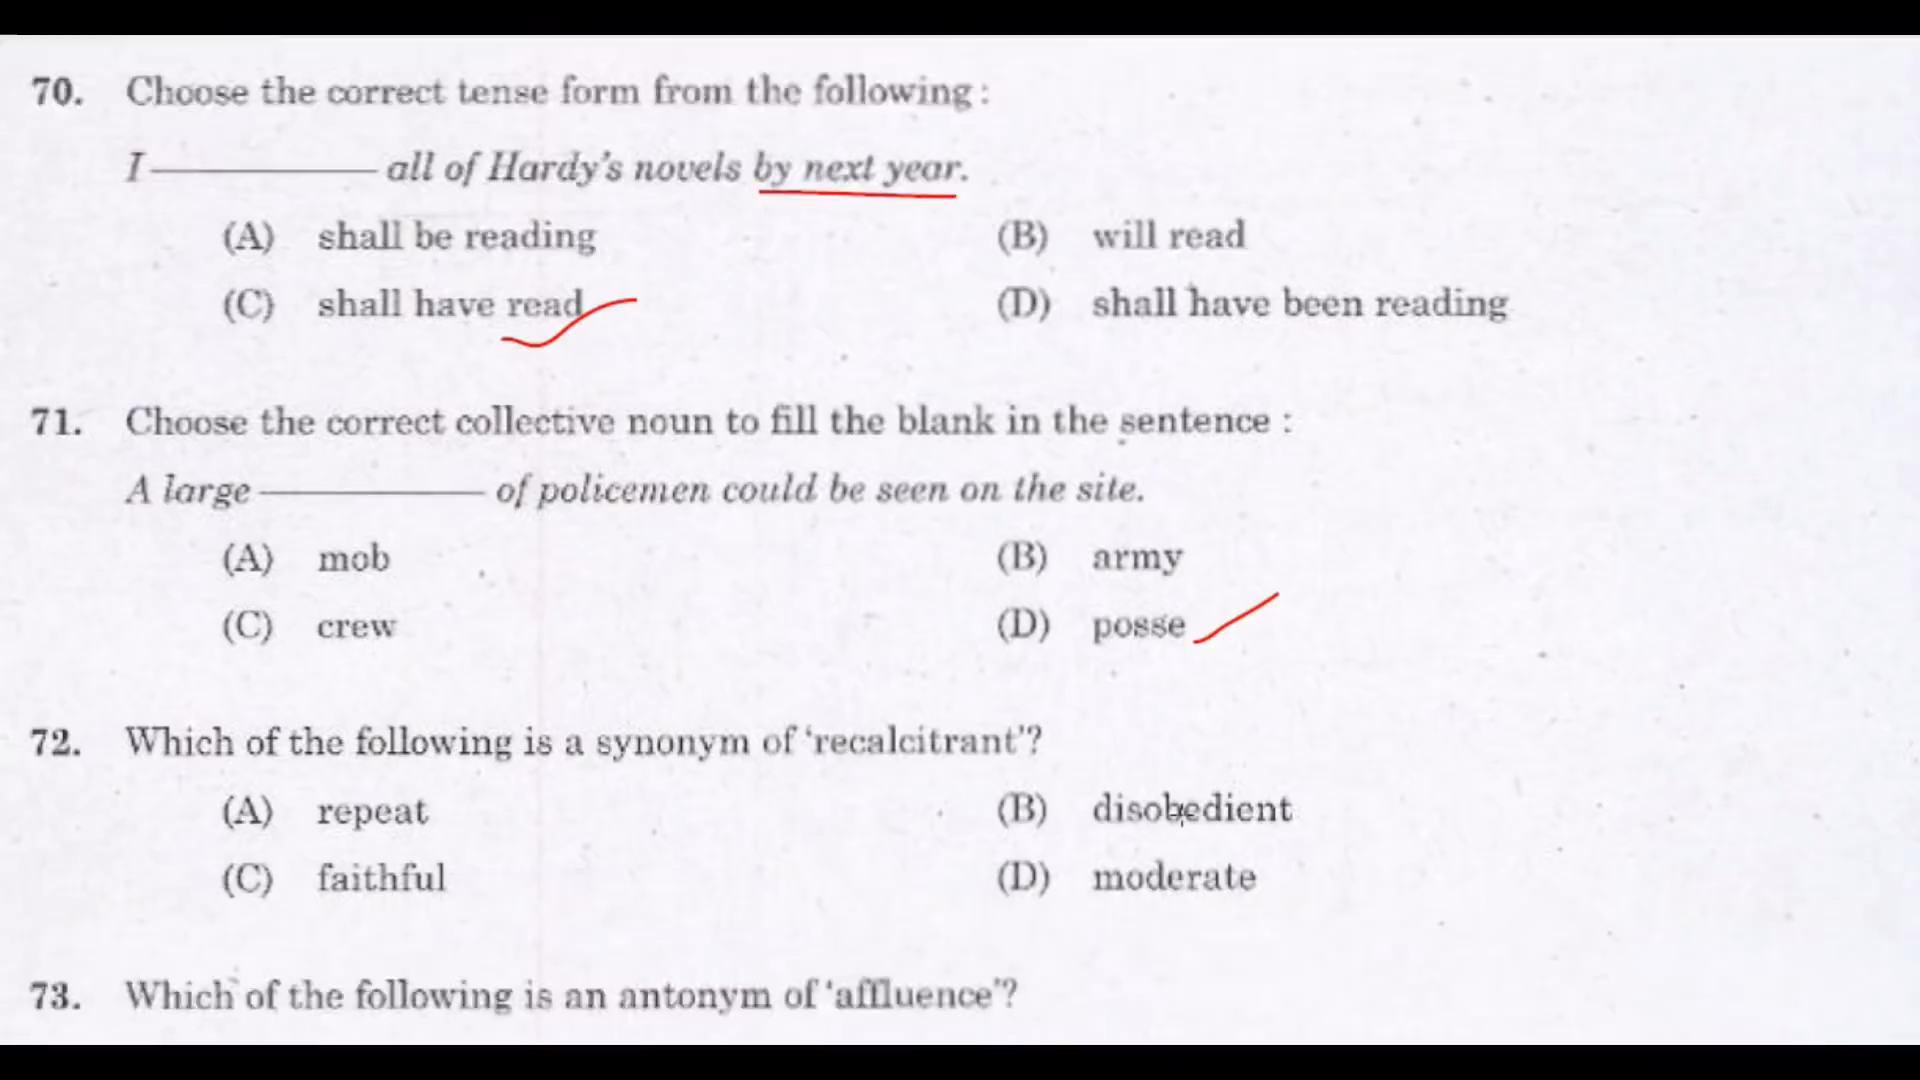 70. Choose the correct tense form from the following :
I ———— all of Hardy's novels by next year.
(A) shall be reading (B) will read
(C) shall have read (D) shall have been reading
71. Choose the correct collective noun to fill the blank in the sentence :
A large ———— of policemen could be seen on the site.
(A) mob (B) army
(C) crew (D) posse
72. Which of the following is a synonym of 'recalcitrant'?
(A) repeat (B) disobedient
(C) faithful (D) moderate
73. Which of the following is an antonym of 'affluence'?